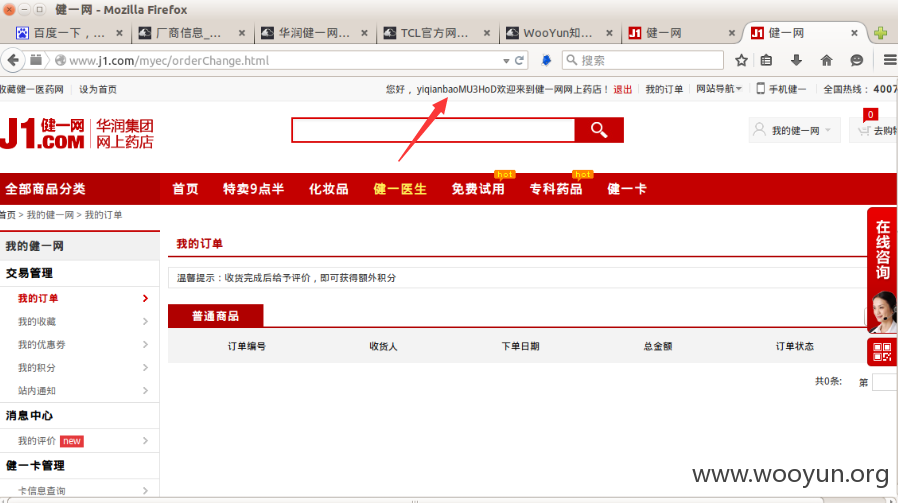 健一网 - Mozilla Firefox
百度一下，... × 厂商信息_... × 华润健一网... × TCL官方网... × WooYun知... × J1 健一网 × J1 健一网 ×
www.j1.com/myec/orderChange.html 搜索
收藏健一医药网 设为首页 您好， yiqianbaoMU3HoD欢迎来到健一网网上药店！ 退出 我的订单 网站导航 手机健一 全国热线： 4007
J1 健一网 .COM 华润集团 网上药店 我的健一网 0 去购物
全部商品分类 首页 特卖9点半 化妆品 健一医生 免费试用 hot 专科药品 hot 健一卡
首页 > 我的健一网 > 我的订单
我的健一网
交易管理
我的订单
我的收藏
我的优惠券
我的积分
站内通知
消息中心
我的评价 new
健一卡管理
卡信息查询
我的订单
温馨提示：收货完成后给予评价，即可获得额外积分
普通商品
订单编号 收货人 下单日期 总金额 订单状态
共0条: 第
在线咨询
www.wooyun.org